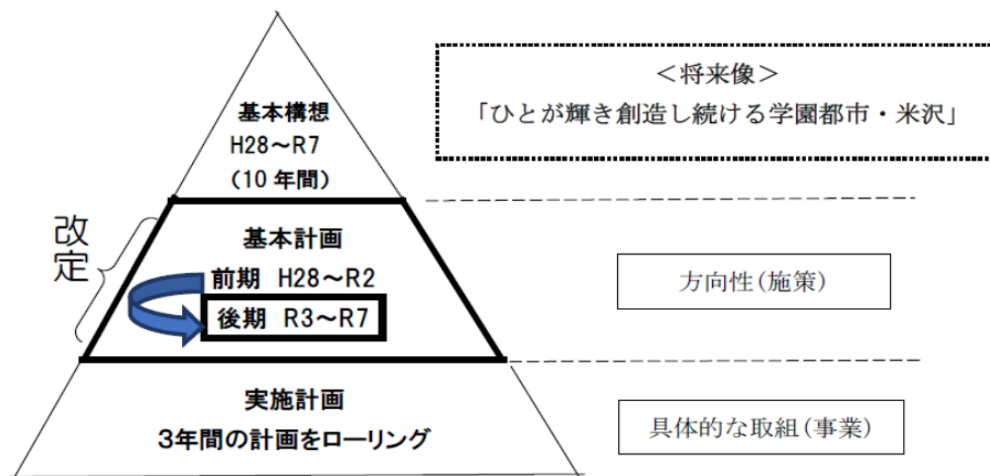 基本構想
H28～R7
（10年間）
＜将来像＞
「ひとが輝き創造し続ける学園都市・米沢」
改定
基本計画
前期 H28～R2
後期 R3～R7
方向性（施策）
実施計画
３年間の計画をローリング
具体的な取組（事業）